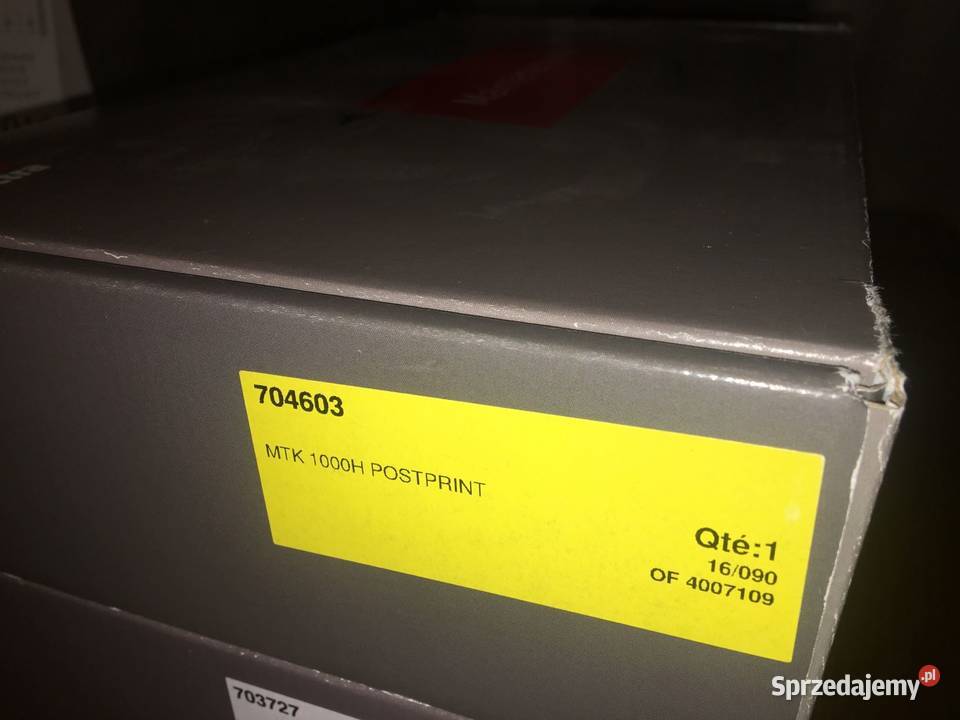 704603
MTK 1000H POSTPRINT
Qté:1
16/090
OF 4007109
703727
Sprzedajemy.pl